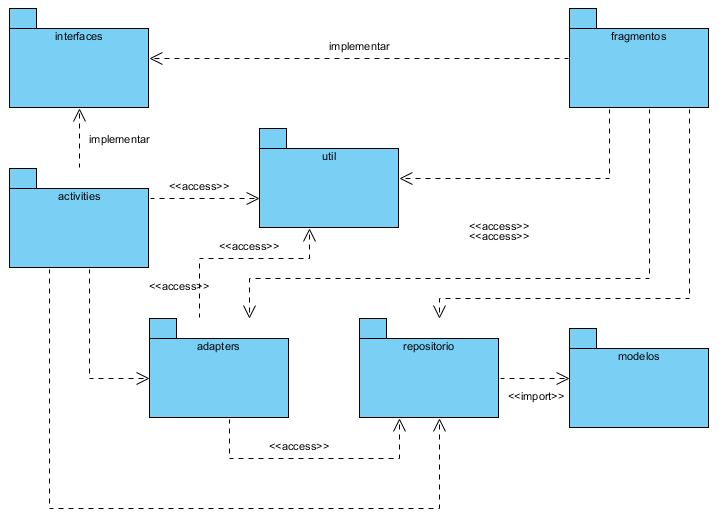 interfaces
fragmentos
implementar
implementar
util
activities
<<access>>
<<access>>
<<access>>
<<access>>
<<access>>
adapters
repositorio
modelos
<<import>>
<<access>>